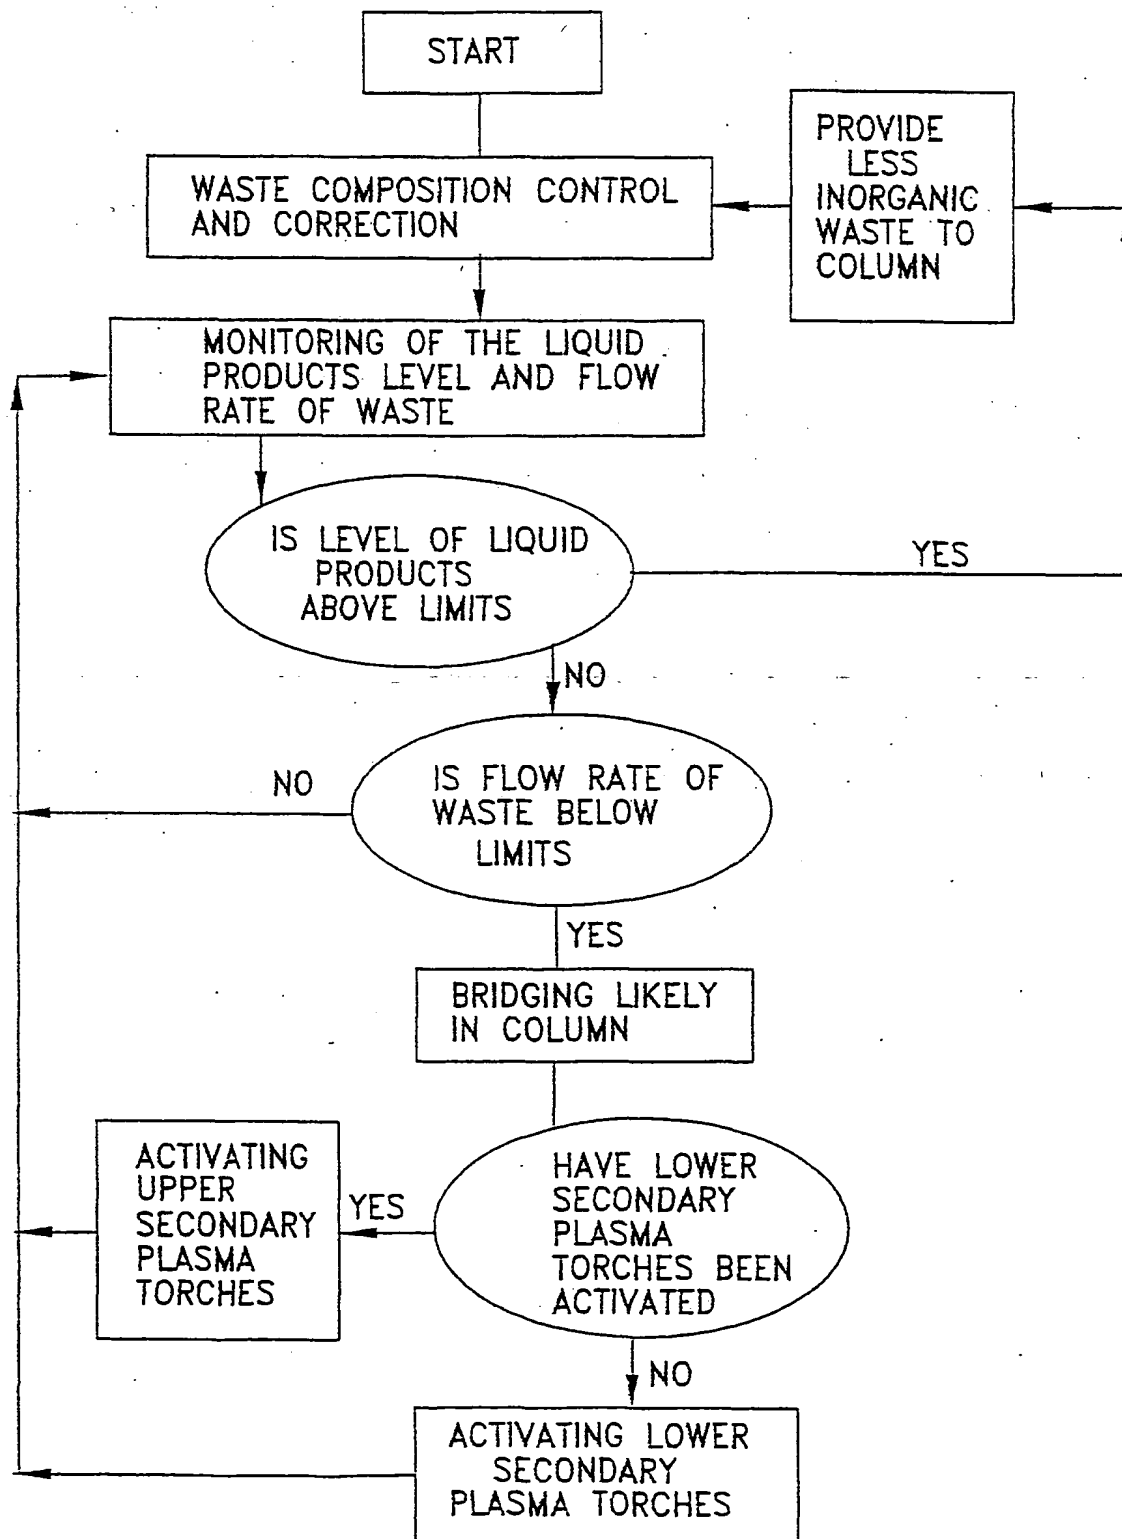 START
PROVIDE
LESS
INORGANIC
WASTE TO
COLUMN
WASTE COMPOSITION CONTROL
AND CORRECTION
MONITORING OF THE LIQUID
PRODUCTS LEVEL AND FLOW
RATE OF WASTE
IS LEVEL OF LIQUID
PRODUCTS
ABOVE LIMITS
YES
NO
IS FLOW RATE OF
WASTE BELOW
LIMITS
NO
YES
BRIDGING LIKELY
IN COLUMN
HAVE LOWER
SECONDARY
PLASMA
TORCHES BEEN
ACTIVATED
YES
ACTIVATING
UPPER
SECONDARY
PLASMA
TORCHES
NO
ACTIVATING LOWER
SECONDARY
PLASMA TORCHES